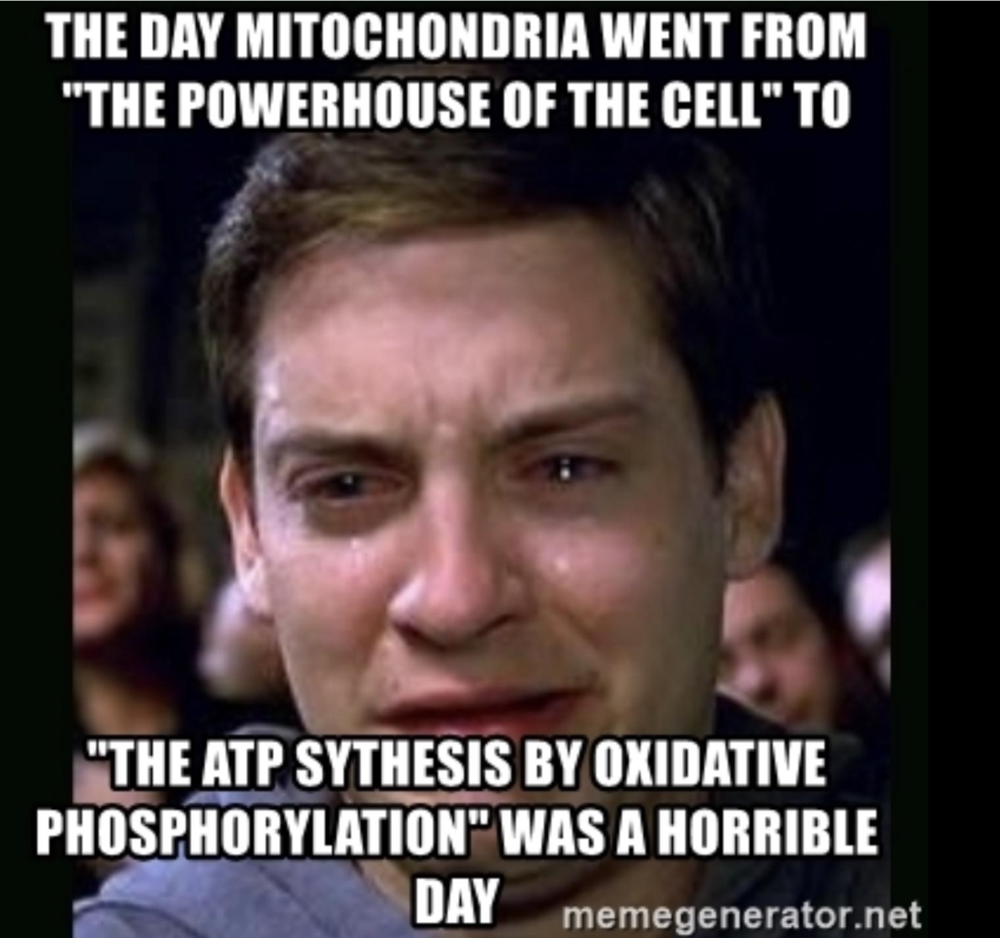 THE DAY MITOCHONDRIA WENT FROM
"THE POWERHOUSE OF THE CELL" TO
"THE ATP SYTHESIS BY OXIDATIVE
PHOSPHORYLATION" WAS A HORRIBLE
DAY
memegenerator.net